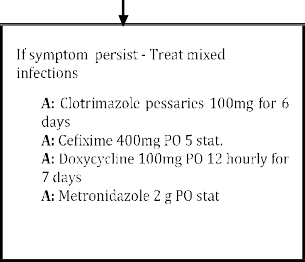 If symptom persist - Treat mixed
infections
A: Clotrimazole pessaries 100mg for 6
days
A: Cefixime 400mg PO 5 stat.
A: Doxycycline 100mg PO 12 hourly for
7 days
A: Metronidazole 2 g PO stat